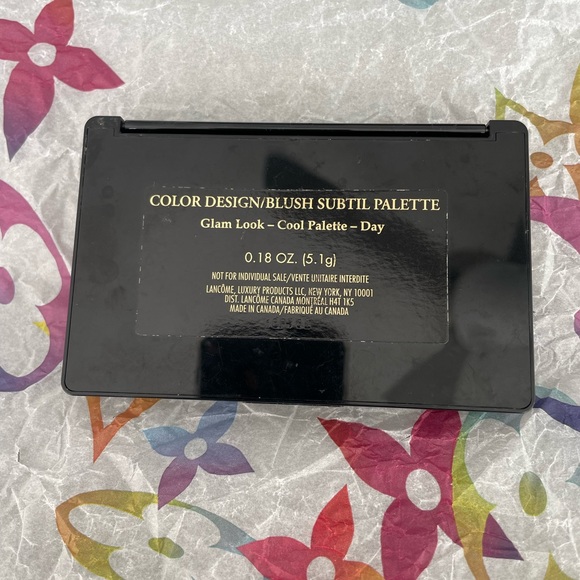 COLOR DESIGN/BLUSH SUBTIL PALETTE
Glam Look – Cool Palette – Day
0.18 OZ. (5.1g)
NOT FOR INDIVIDUAL SALE/VENTE UNITAIRE INTERDITE
LANCÔME, LUXURY PRODUCTS LLC, NEW YORK, NY 10001
DIST. LANCÔME CANADA MONTRÉAL H4T 1K5
MADE IN CANADA/FABRIQUÉ AU CANADA